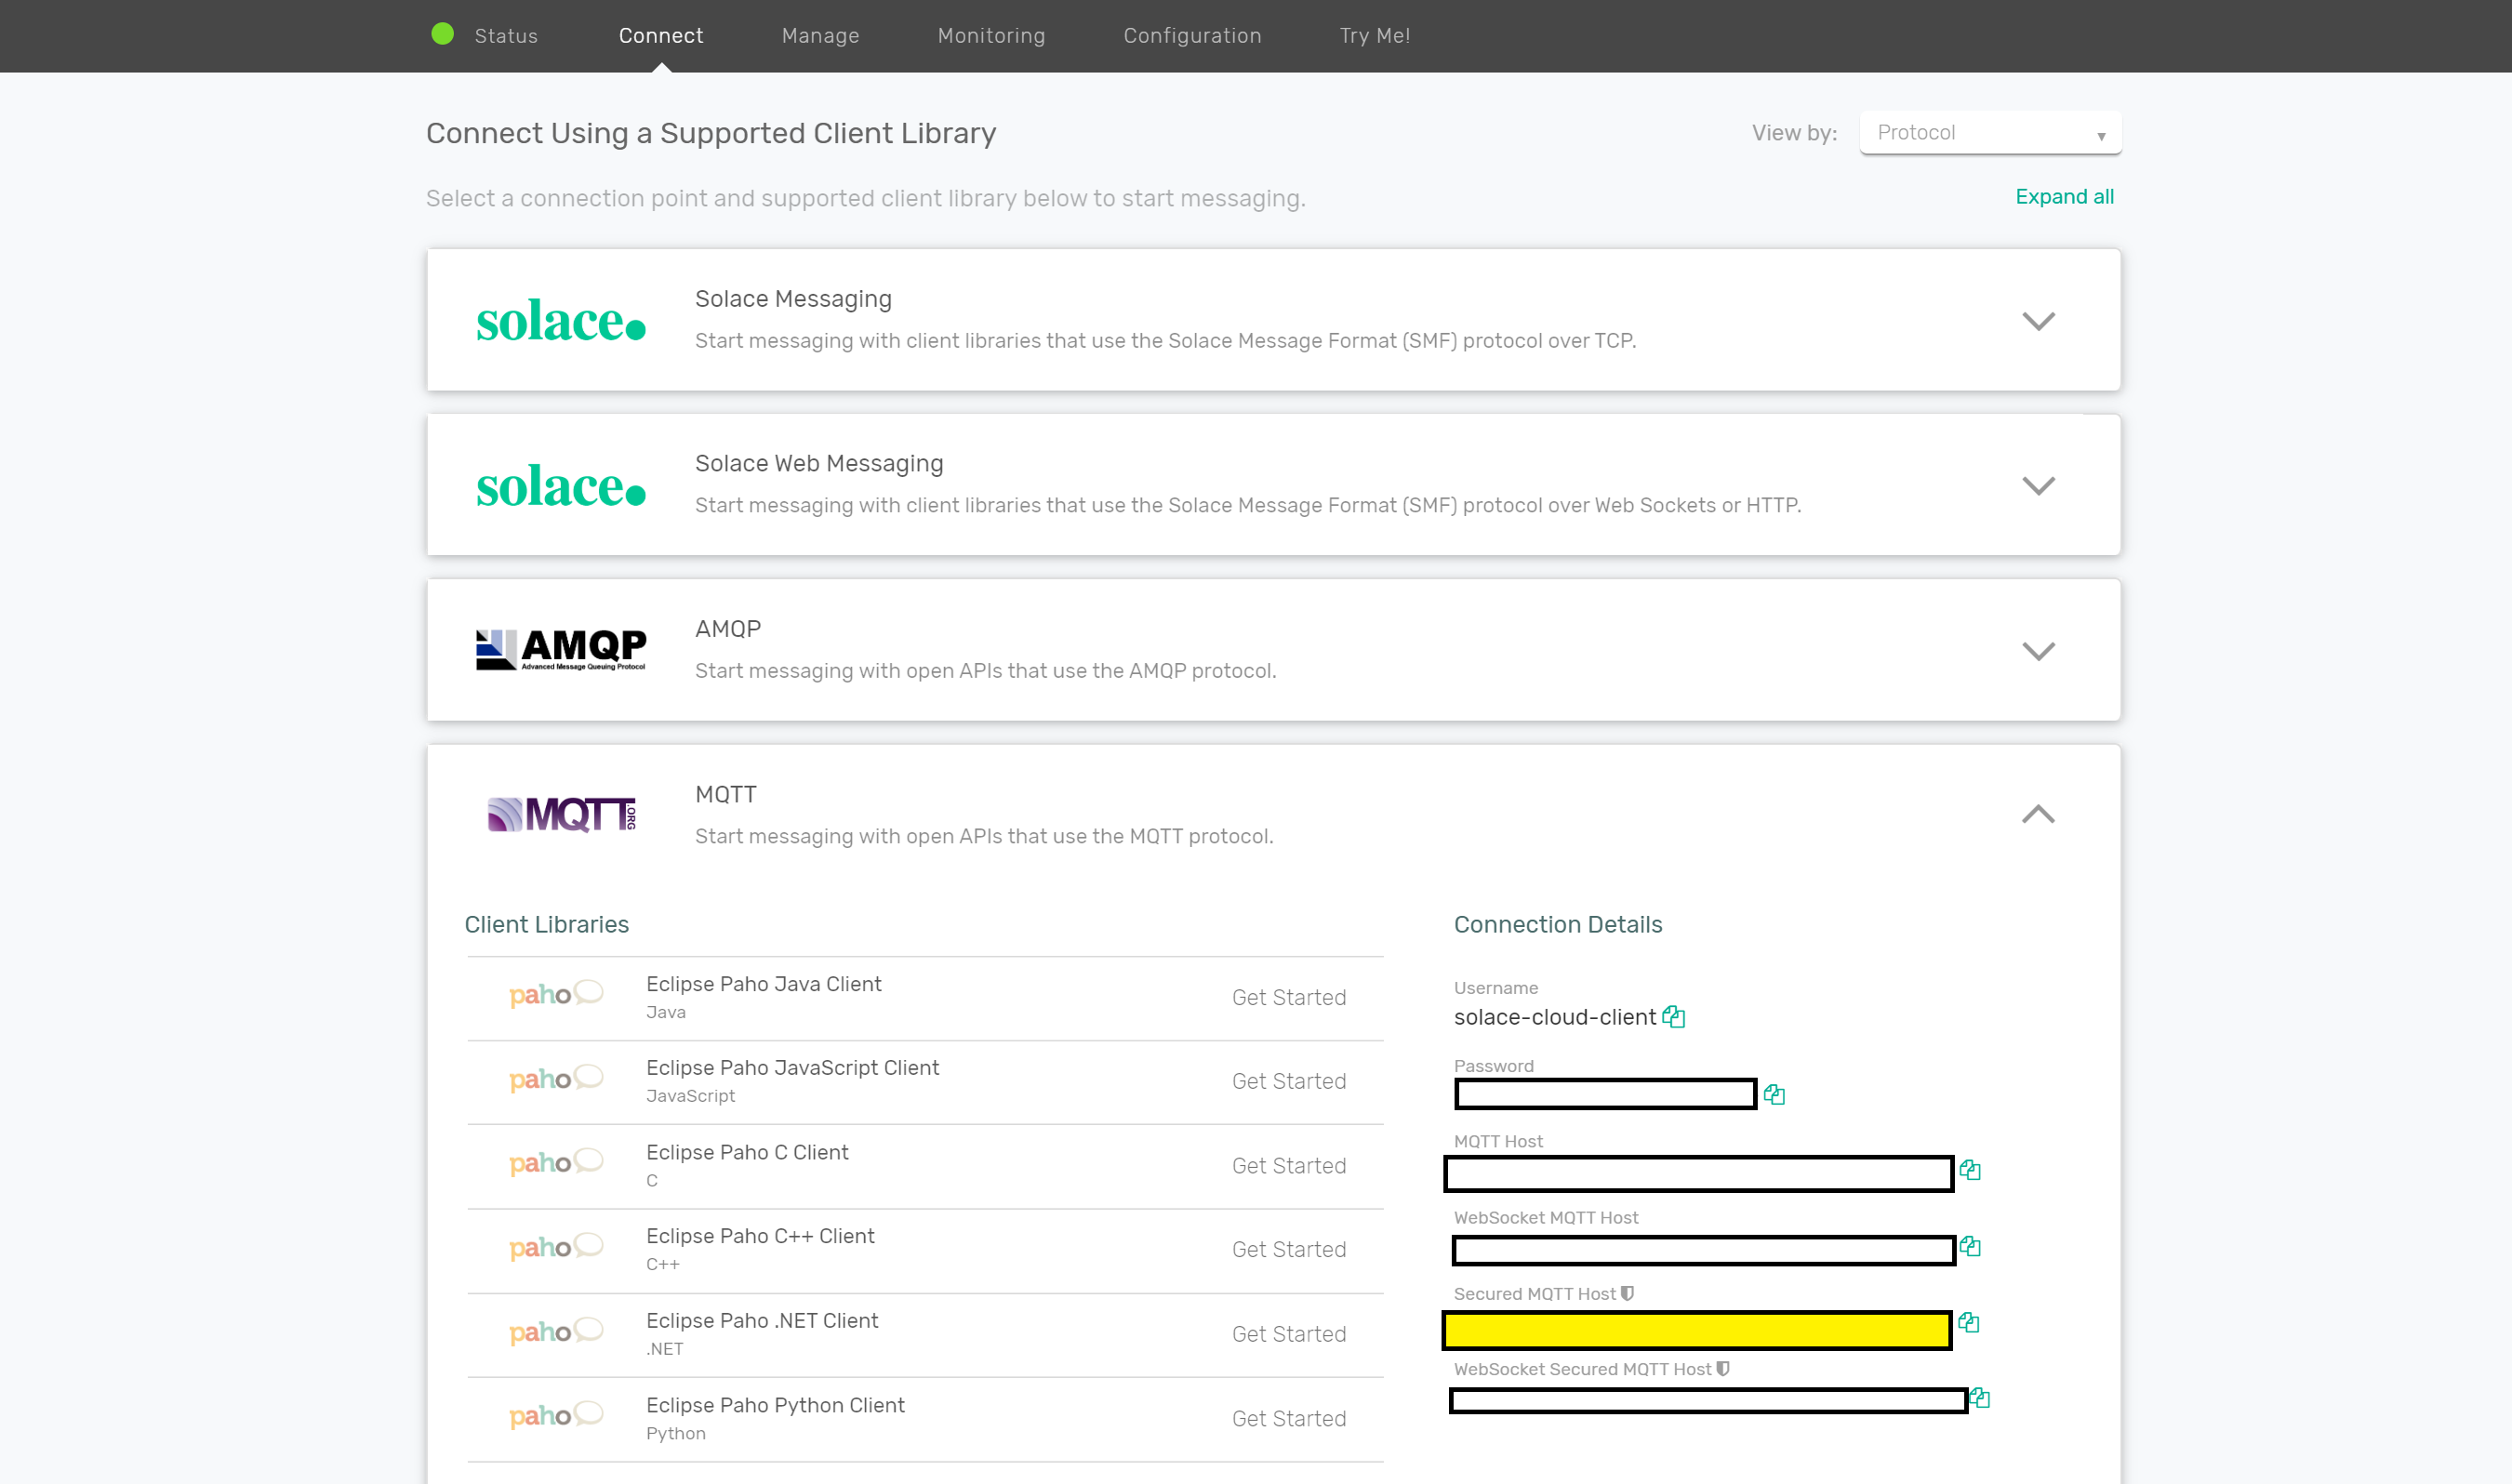 Status Connect Manage Monitoring Configuration Try Me!
Connect Using a Supported Client Library
View by: Protocol
Select a connection point and supported client library below to start messaging.
Expand all
solace.
Solace Messaging
Start messaging with client libraries that use the Solace Message Format (SMF) protocol over TCP.
solace.
Solace Web Messaging
Start messaging with client libraries that use the Solace Message Format (SMF) protocol over Web Sockets or HTTP.
AMQP
Advanced Message Queuing Protocol
AMQP
Start messaging with open APIs that use the AMQP protocol.
MQTT.ORG
MQTT
Start messaging with open APIs that use the MQTT protocol.
Client Libraries
paho
Eclipse Paho Java Client
Java
Get Started
paho
Eclipse Paho JavaScript Client
JavaScript
Get Started
paho
Eclipse Paho C Client
C
Get Started
paho
Eclipse Paho C++ Client
C++
Get Started
paho
Eclipse Paho .NET Client
.NET
Get Started
paho
Eclipse Paho Python Client
Python
Get Started
Connection Details
Username
solace-cloud-client
Password
MQTT Host
WebSocket MQTT Host
Secured MQTT Host
WebSocket Secured MQTT Host